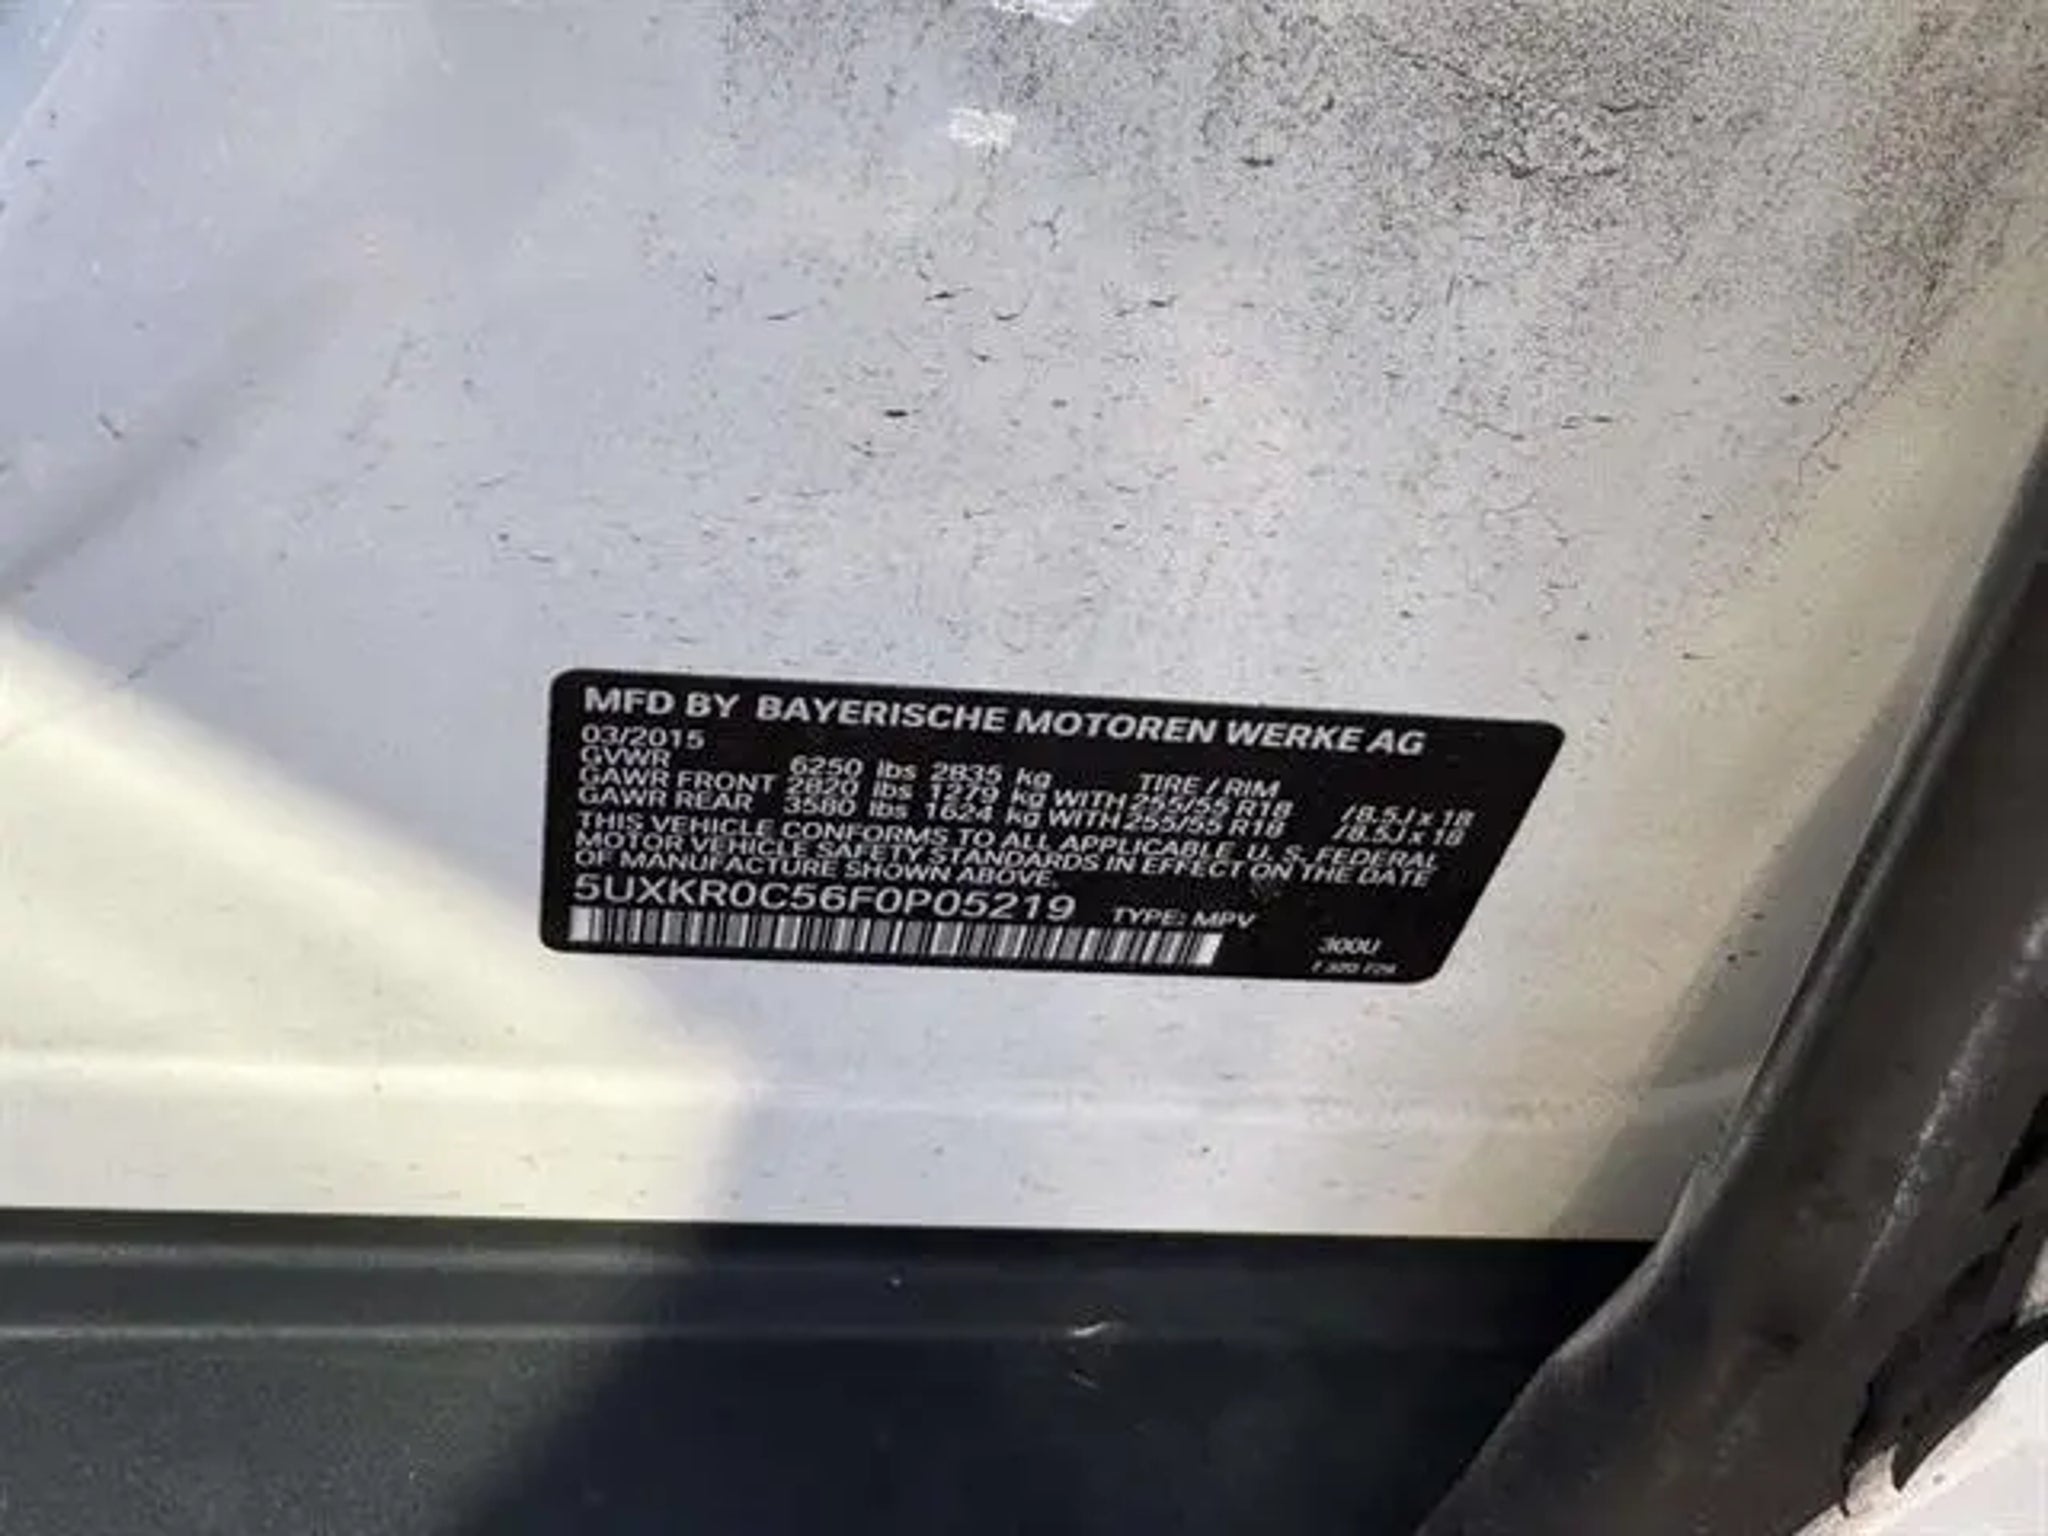 MFD BY BAYERISCHE MOTOREN WERKE AG
03/2015
GVWR 6250 lbs 2835 kg TIRE / RIM
GAWR FRONT 2820 lbs 1279 kg WITH 255/55 R18 /8.5J x 18
GAWR REAR 3580 lbs 1624 kg WITH 255/55 R18 /8.5J x 18
THIS VEHICLE CONFORMS TO ALL APPLICABLE U. S. FEDERAL
MOTOR VEHICLE SAFETY STANDARDS IN EFFECT ON THE DATE
OF MANUFACTURE SHOWN ABOVE.
5UXKR0C56F0P05219 TYPE: MPV
300U